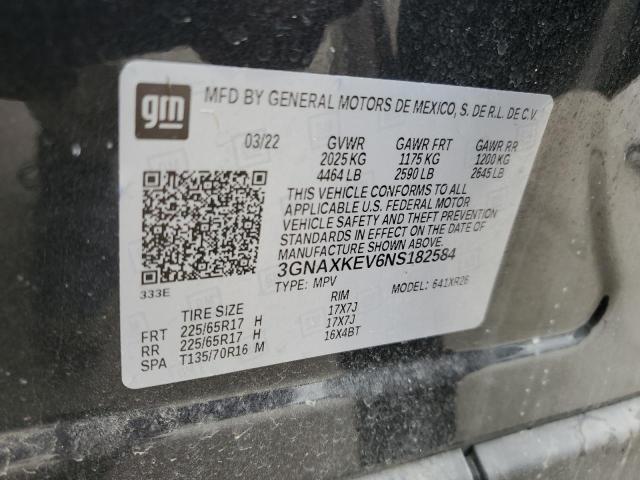 gm
MFD BY GENERAL MOTORS DE MEXICO, S. DE R.L. DE C.V.
03/22 GVWR GAWR FRT GAWR RR
2025 KG 1175 KG 1200 KG
4464 LB 2590 LB 2645 LB
THIS VEHICLE CONFORMS TO ALL
APPLICABLE U.S. FEDERAL MOTOR
VEHICLE SAFETY AND THEFT PREVENTION
STANDARDS IN EFFECT ON THE DATE OF
MANUFACTURE SHOWN ABOVE.
3GNAXKEV6NS182584
333E
TYPE: MPV MODEL: 641XR26
TIRE SIZE RIM
FRT 225/65R17 H 17X7J
RR 225/65R17 H 17X7J
SPA T135/70R16 M 16X4BT